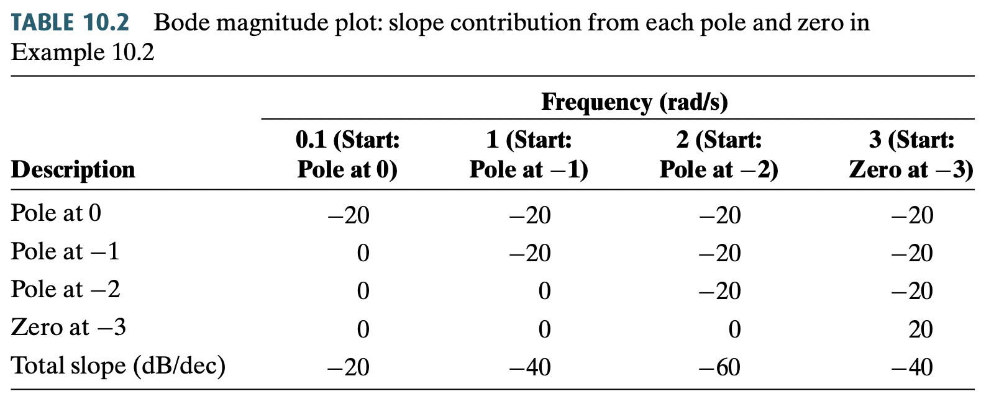 TABLE 10.2 Bode magnitude plot: slope contribution from each pole and zero in
Example 10.2
Frequency (rad/s)
0.1 (Start: 1 (Start: 2 (Start: 3 (Start:
Description Pole at 0) Pole at −1) Pole at −2) Zero at −3)
Pole at 0 −20 −20 −20 −20
Pole at −1 0 −20 −20 −20
Pole at −2 0 0 −20 −20
Zero at −3 0 0 0 20
Total slope (dB/dec) −20 −40 −60 −40